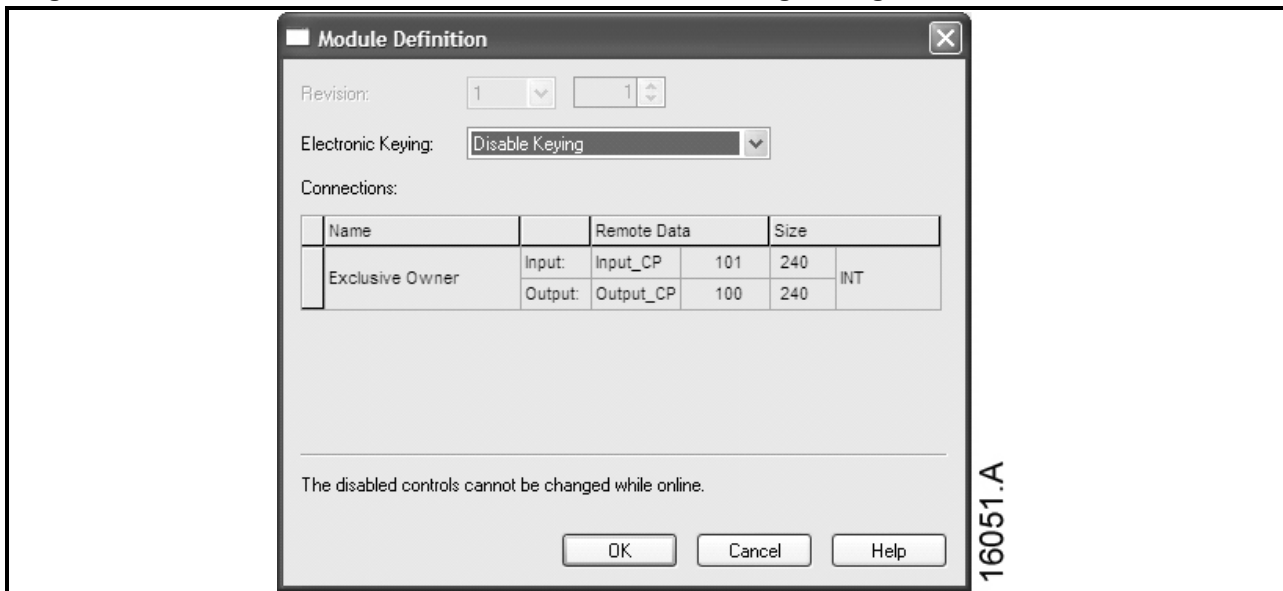 Module Definition
Revision: 1 1
Electronic Keying: Disable Keying
Connections:
Name Remote Data Size
Exclusive Owner Input: Input_CP 101 240 INT
Output: Output_CP 100 240
The disabled controls cannot be changed while online.
OK Cancel Help
16051.A